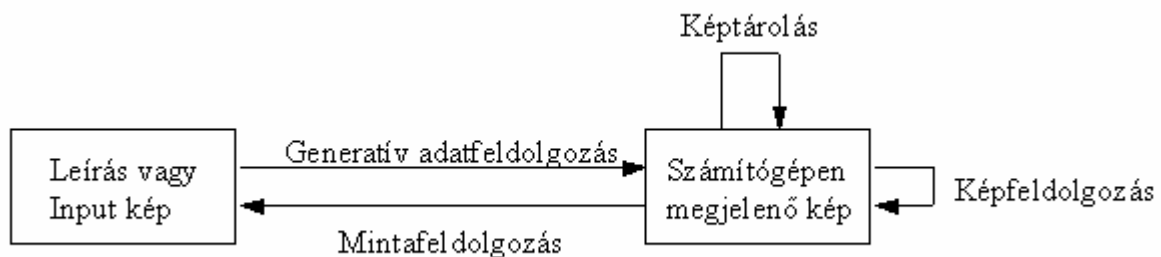 Képtárolás
Leírás vagy
Input kép
Generatív adatfeldolgozás
Mintafeldolgozás
Számítógépen
megjelenő kép
Képfeldolgozás